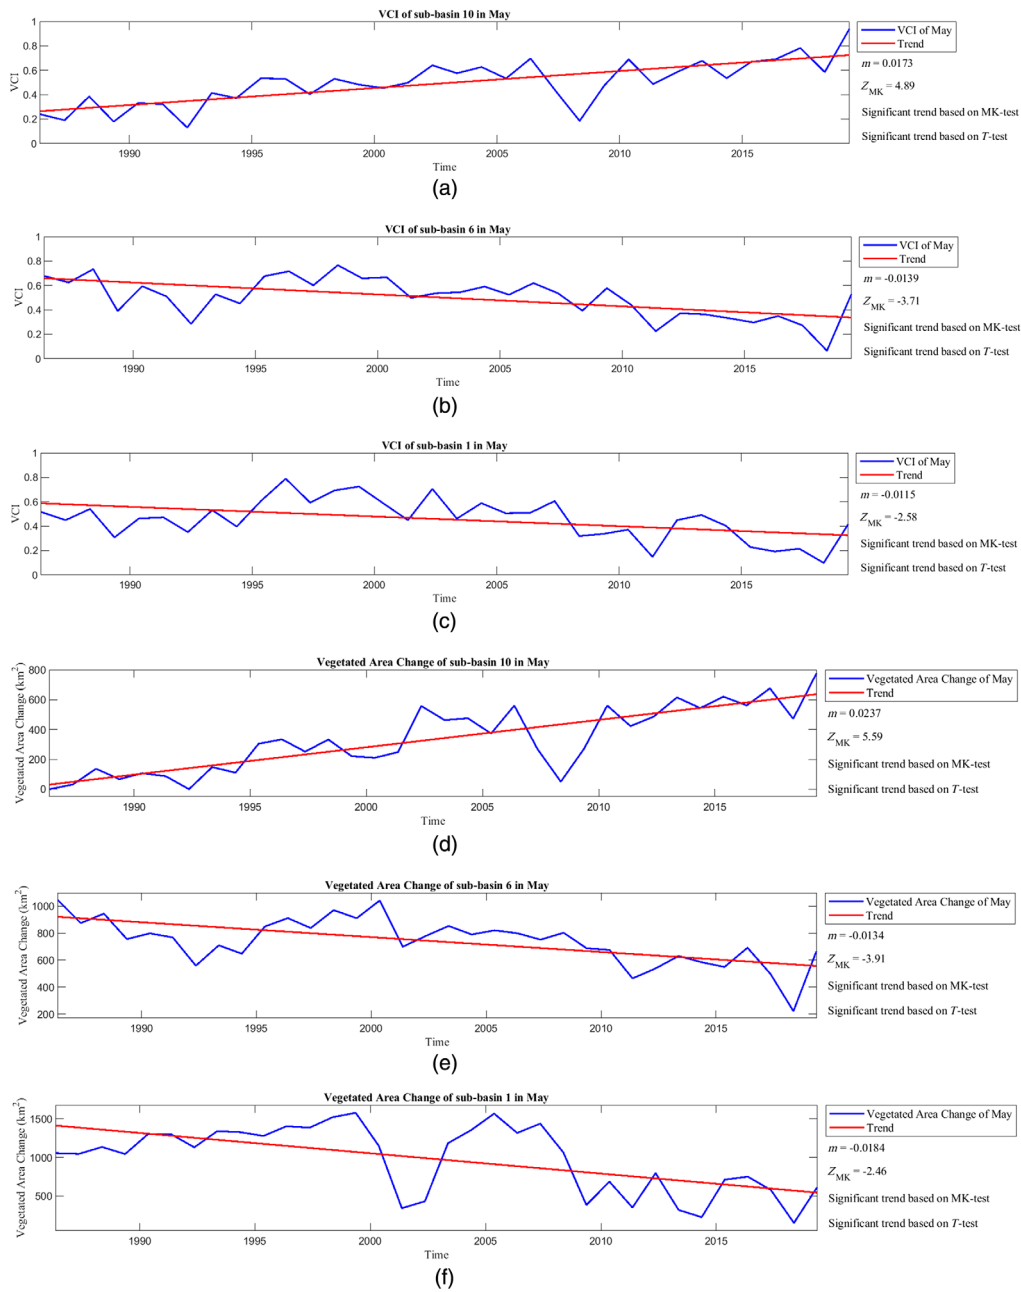 VCI of sub-basin 10 in May
1
0.8
0.6
0.4
0.2
0
VCI
1990 1995 2000 2005 2010 2015
Time
VCI of May
Trend
m = 0.0173
Z_MK = 4.89
Significant trend based on MK-test
Significant trend based on T-test
(a)
VCI of sub-basin 6 in May
1
0.8
0.6
0.4
0.2
0
VCI
1990 1995 2000 2005 2010 2015
Time
VCI of May
Trend
m = -0.0139
Z_MK = -3.71
Significant trend based on MK-test
Significant trend based on T-test
(b)
VCI of sub-basin 1 in May
1
0.8
0.6
0.4
0.2
0
VCI
1990 1995 2000 2005 2010 2015
Time
VCI of May
Trend
m = -0.0115
Z_MK = -2.58
Significant trend based on MK-test
Significant trend based on T-test
(c)
Vegetated Area Change of sub-basin 10 in May
800
600
400
200
0
Vegetated Area Change (km²)
1990 1995 2000 2005 2010 2015
Time
Vegetated Area Change of May
Trend
m = 0.0237
Z_MK = 5.59
Significant trend based on MK-test
Significant trend based on T-test
(d)
Vegetated Area Change of sub-basin 6 in May
1000
800
600
400
200
Vegetated Area Change (km²)
1990 1995 2000 2005 2010 2015
Time
Vegetated Area Change of May
Trend
m = -0.0134
Z_MK = -3.91
Significant trend based on MK-test
Significant trend based on T-test
(e)
Vegetated Area Change of sub-basin 1 in May
1500
1000
500
Vegetated Area Change (km²)
1990 1995 2000 2005 2010 2015
Time
Vegetated Area Change of May
Trend
m = -0.0184
Z_MK = -2.46
Significant trend based on MK-test
Significant trend based on T-test
(f)